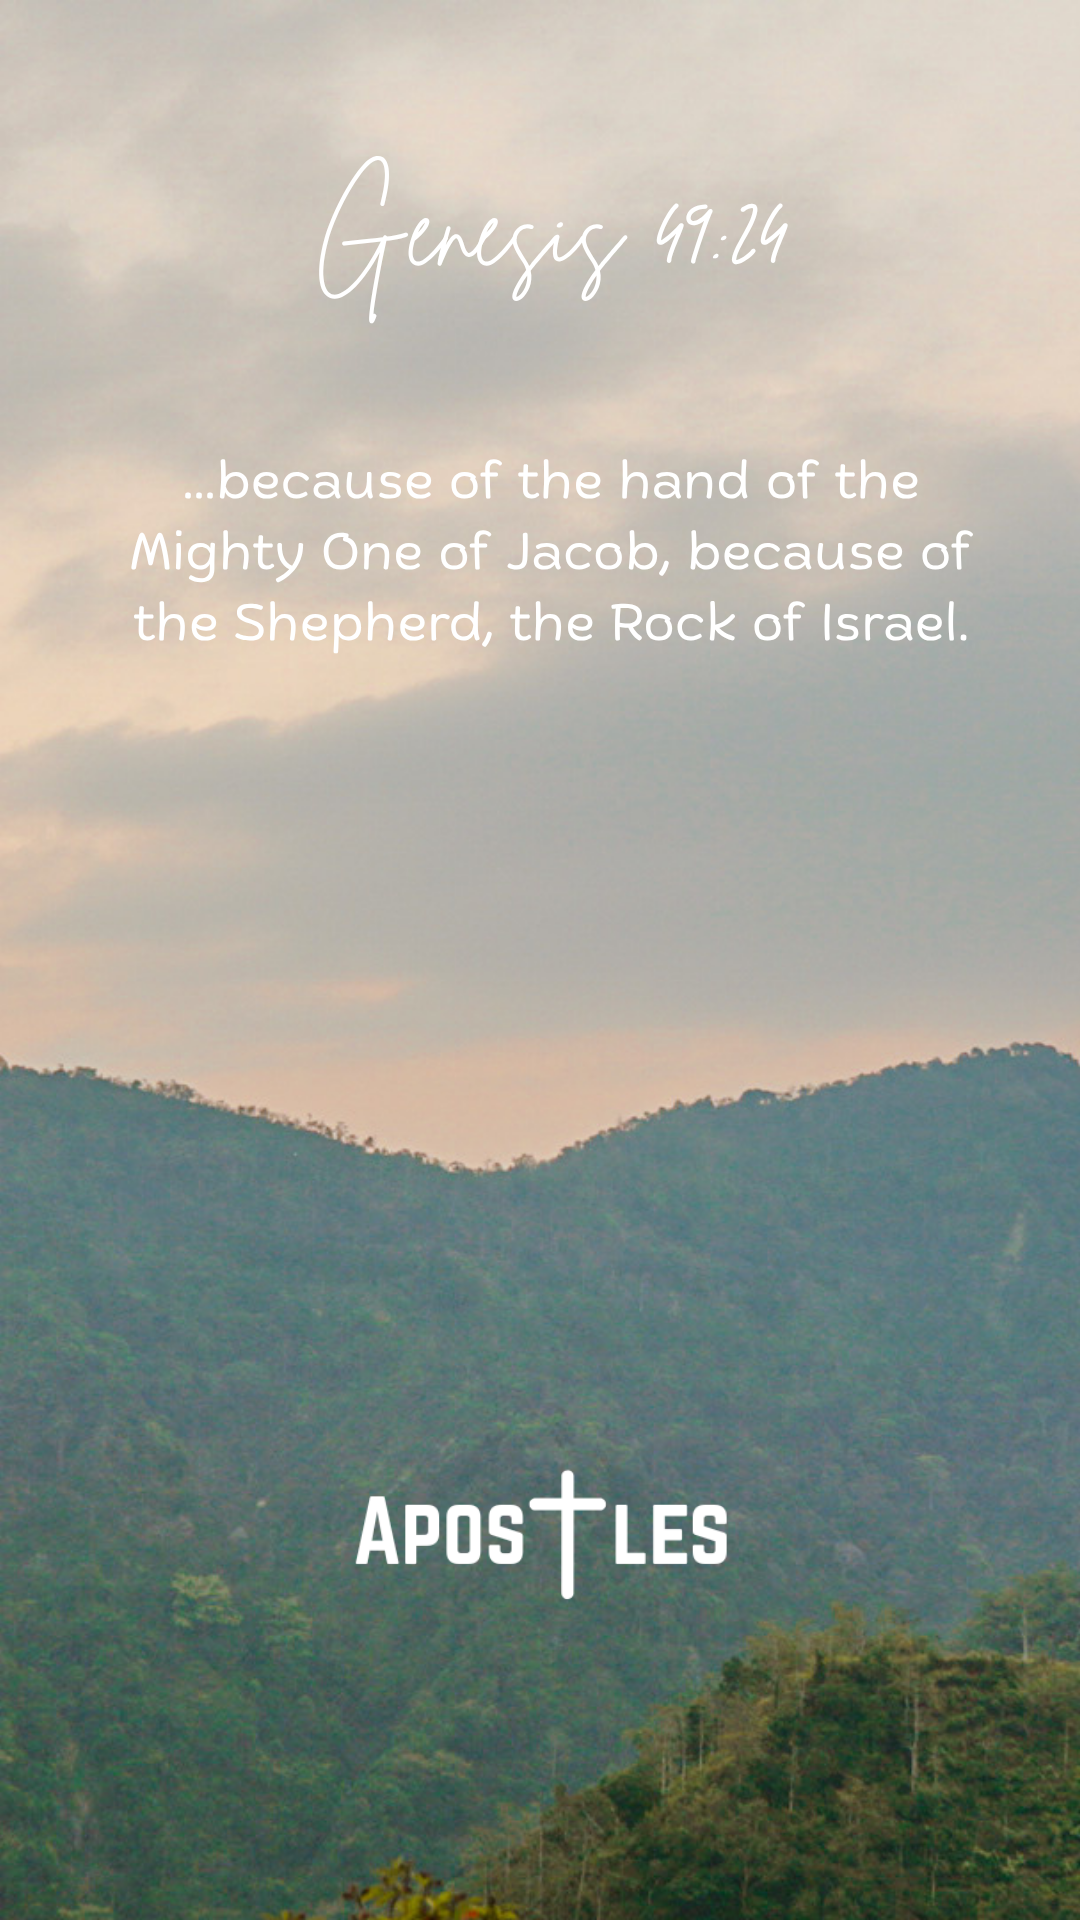 Genesis 49:24
...because of the hand of the
Mighty One of Jacob, because of
the Shepherd, the Rock of Israel.
APOSTLES